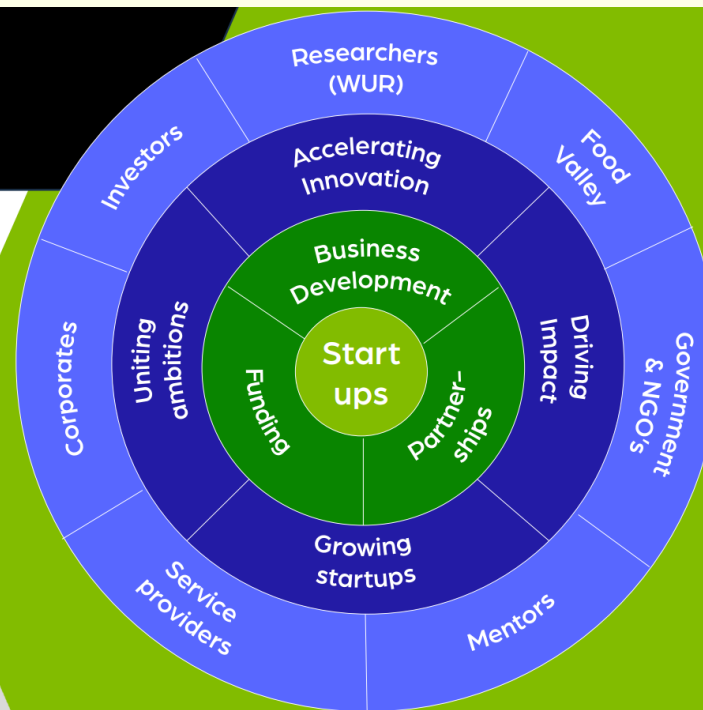 Researchers
(WUR)
Food
Valley
Government
& NGO's
Mentors
Service
providers
Corporates
Investors
Accelerating
Innovation
Driving
Impact
Growing
startups
Uniting
ambitions
Business
Development
Partner-
ships
Funding
Start
ups